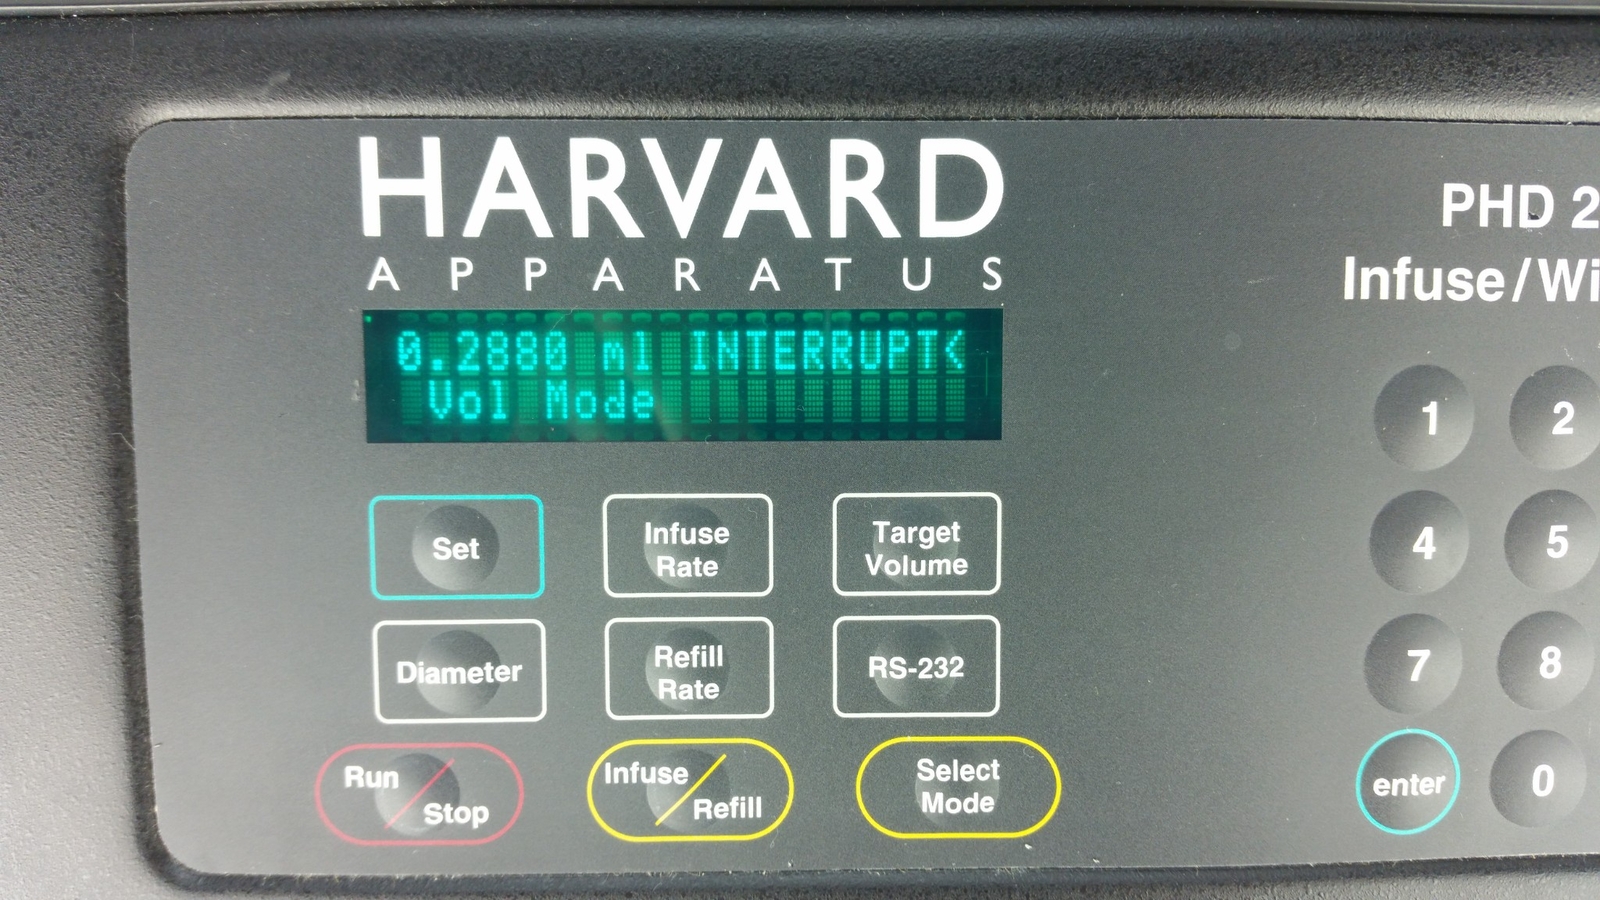 HARVARD
APPARATUS
PHD 2
Infuse/Wi
0.2880 ml INTERRUPT<
Vol Mode
Set
Infuse
Rate
Target
Volume
Diameter
Refill
Rate
RS-232
Run
Stop
Infuse
Refill
Select
Mode
1
2
4
5
7
8
enter
0